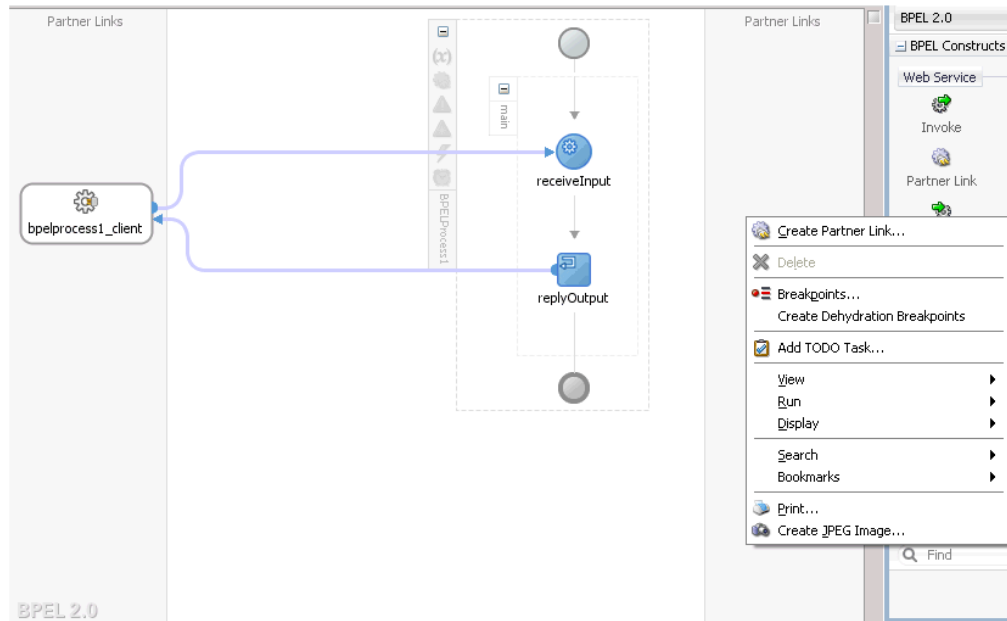 Partner Links
Partner Links
BPEL 2.0
BPEL Constructs
Web Service
Invoke
Partner Link
(x)
main
BPELProcess1
receiveInput
replyOutput
bpelprocess1_client
Create Partner Link...
Delete
Breakpoints...
Create Dehydration Breakpoints
Add TODO Task...
View
Run
Display
Search
Bookmarks
Print...
Create JPEG Image...
Find
BPEL 2.0